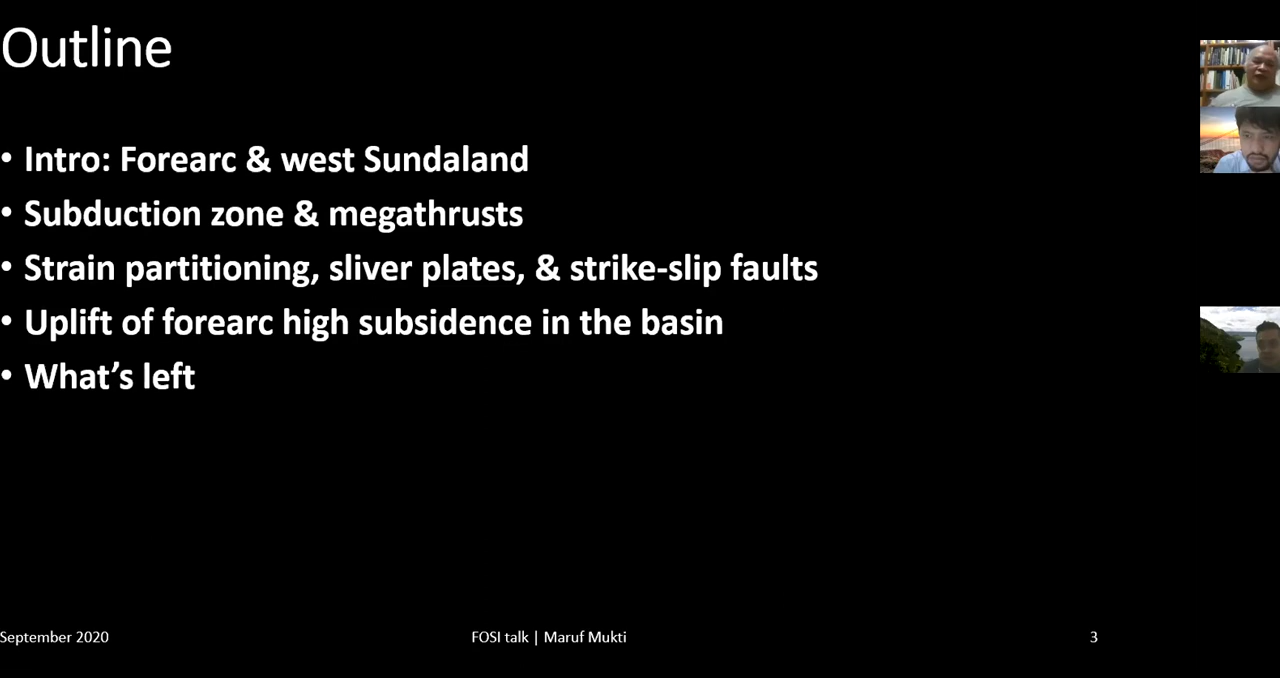 Outline
• Intro: Forearc & west Sundaland
• Subduction zone & megathrusts
• Strain partitioning, sliver plates, & strike-slip faults
• Uplift of forearc high subsidence in the basin
• What’s left
September 2020
FOSI talk | Maruf Mukti
3